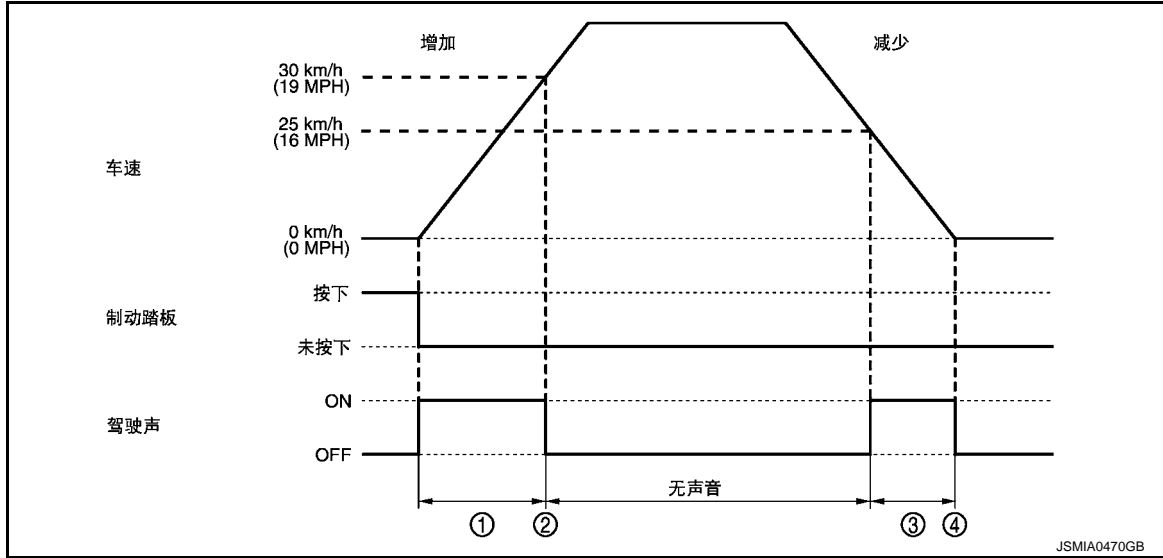 增加
减少
30 km/h
(19 MPH)
25 km/h
(16 MPH)
车速
0 km/h
(0 MPH)
按下
制动踏板
未按下
ON
驾驶声
OFF
无声音
① ② ③ ④
JSMIA0470GB